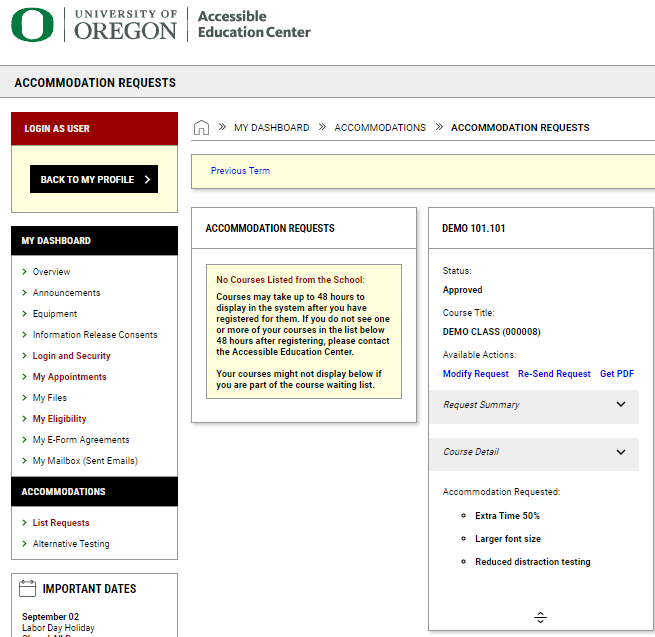 UNIVERSITY OF
OREGON
Accessible
Education Center
ACCOMMODATION REQUESTS
LOGIN AS USER
BACK TO MY PROFILE
MY DASHBOARD
Overview
Announcements
Equipment
Information Release Consents
Login and Security
My Appointments
My Files
My Eligibility
My E-Form Agreements
My Mailbox (Sent Emails)
ACCOMMODATIONS
List Requests
Alternative Testing
IMPORTANT DATES
September 02
Labor Day Holiday
MY DASHBOARD » ACCOMMODATIONS » ACCOMMODATION REQUESTS
Previous Term
ACCOMMODATION REQUESTS
No Courses Listed from the School:
Courses may take up to 48 hours to
display in the system after you have
registered for them. If you do not see one
or more of your courses in the list below
48 hours after registering, please contact
the Accessible Education Center.
Your courses might not display below if
you are part of the course waiting list.
DEMO 101.101
Status:
Approved
Course Title:
DEMO CLASS (000008)
Available Actions:
Modify Request Re-Send Request Get PDF
Request Summary
Course Detail
Accommodation Requested:
Extra Time 50%
Larger font size
Reduced distraction testing